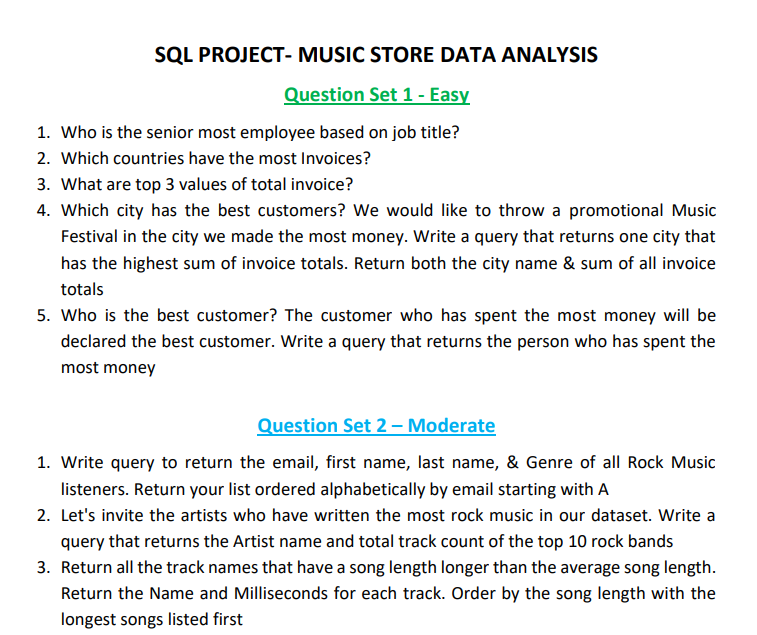 SQL PROJECT- MUSIC STORE DATA ANALYSIS
Question Set 1 - Easy
1. Who is the senior most employee based on job title?
2. Which countries have the most Invoices?
3. What are top 3 values of total invoice?
4. Which city has the best customers? We would like to throw a promotional Music
Festival in the city we made the most money. Write a query that returns one city that
has the highest sum of invoice totals. Return both the city name & sum of all invoice
totals
5. Who is the best customer? The customer who has spent the most money will be
declared the best customer. Write a query that returns the person who has spent the
most money
Question Set 2 – Moderate
1. Write query to return the email, first name, last name, & Genre of all Rock Music
listeners. Return your list ordered alphabetically by email starting with A
2. Let's invite the artists who have written the most rock music in our dataset. Write a
query that returns the Artist name and total track count of the top 10 rock bands
3. Return all the track names that have a song length longer than the average song length.
Return the Name and Milliseconds for each track. Order by the song length with the
longest songs listed first